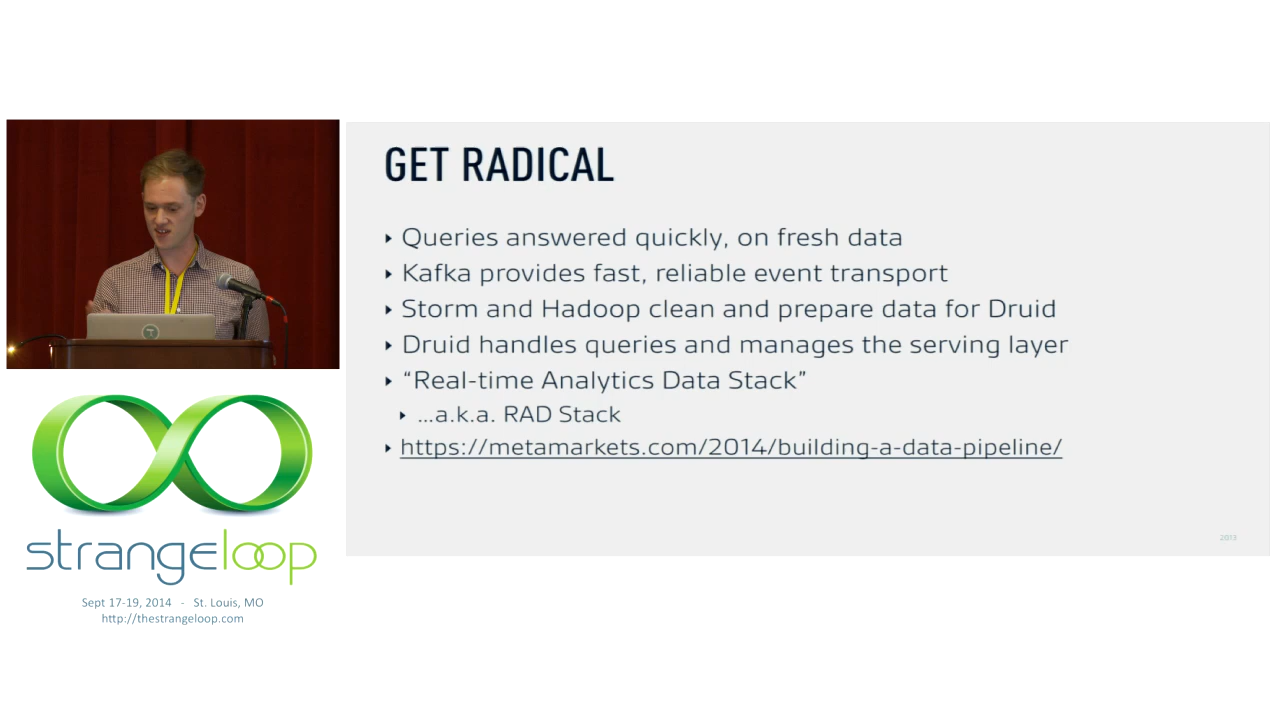 GET RADICAL
Queries answered quickly, on fresh data
Kafka provides fast, reliable event transport
Storm and Hadoop clean and prepare data for Druid
Druid handles queries and manages the serving layer
“Real-time Analytics Data Stack”
...a.k.a. RAD Stack
https://metamarkets.com/2014/building-a-data-pipeline/
2013
strangeloop
Sept 17-19, 2014 - St. Louis, MO
http://thestrangeloop.com